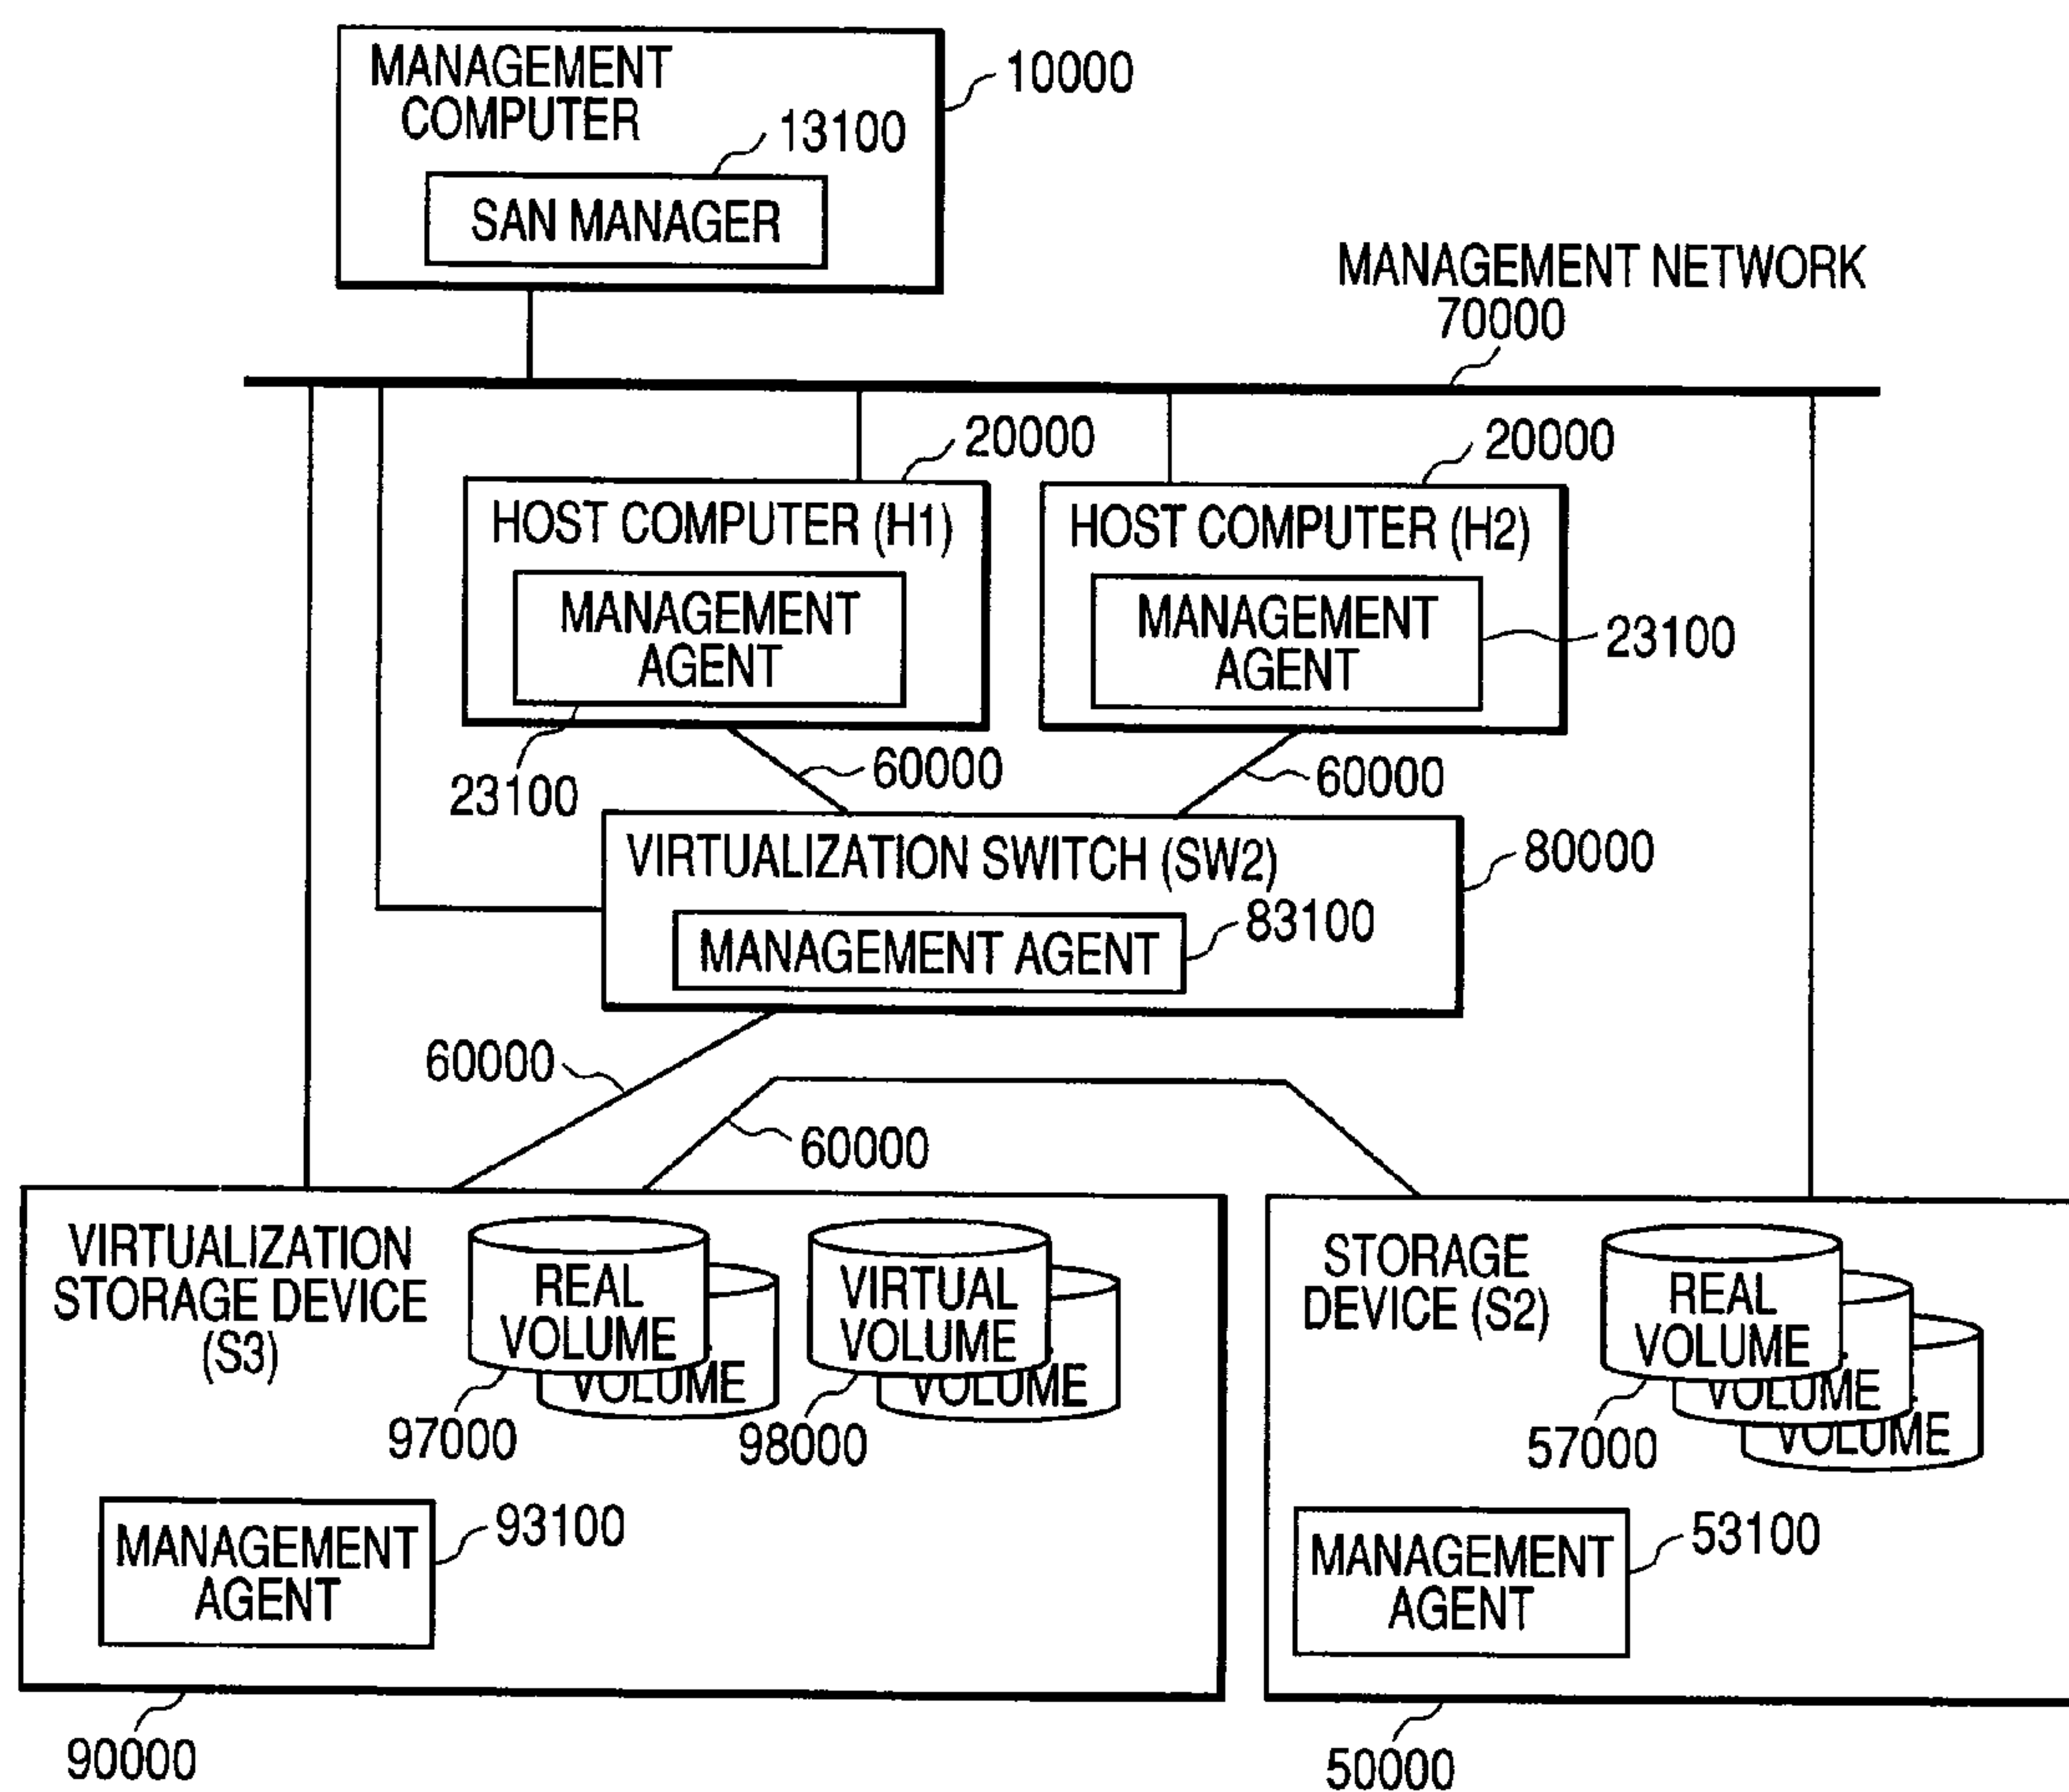 MANAGEMENT
COMPUTER
10000
13100
SAN MANAGER
MANAGEMENT NETWORK
70000
20000
20000
HOST COMPUTER (H1)
HOST COMPUTER (H2)
MANAGEMENT
AGENT
MANAGEMENT
AGENT
23100
23100
60000
60000
VIRTUALIZATION SWITCH (SW2)
80000
MANAGEMENT AGENT
83100
60000
60000
VIRTUALIZATION
STORAGE DEVICE
(S3)
REAL
VOLUME
VOLUME
97000
VIRTUAL
VOLUME
VOLUME
98000
MANAGEMENT
AGENT
93100
90000
STORAGE
DEVICE (S2)
REAL
VOLUME
VOLUME
VOLUME
57000
MANAGEMENT
AGENT
53100
50000